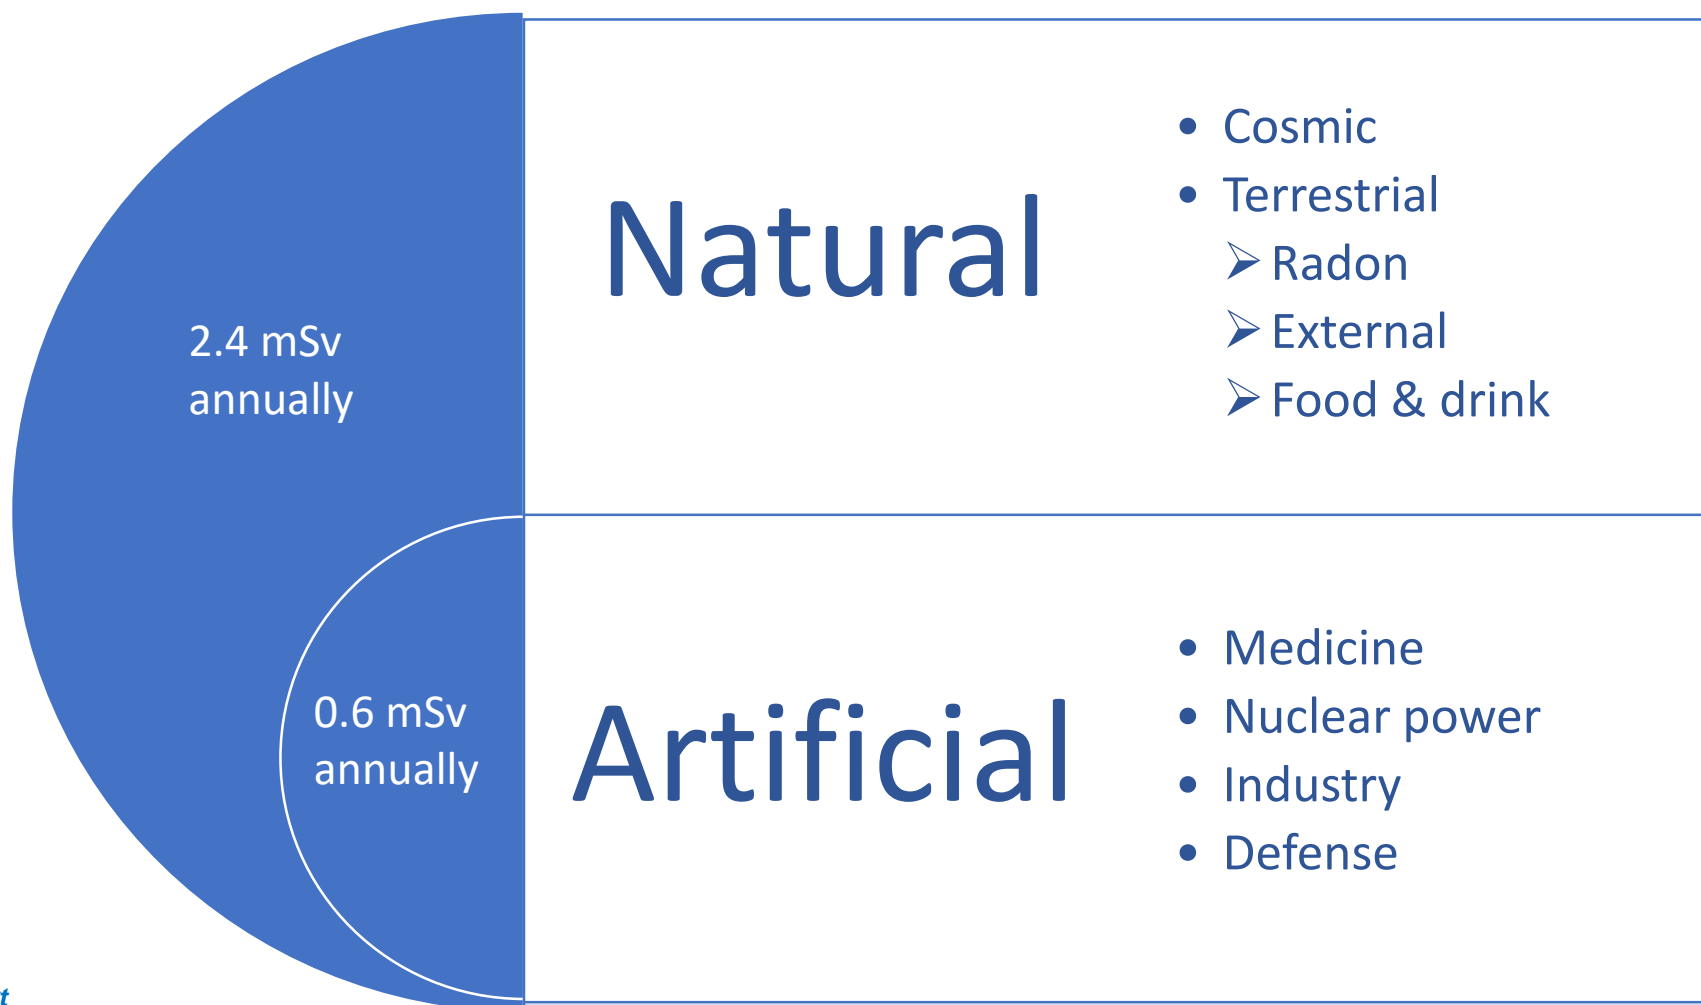 2.4 mSv
annually
Natural
• Cosmic
• Terrestrial
➢ Radon
➢ External
➢ Food & drink
0.6 mSv
annually
Artificial
• Medicine
• Nuclear power
• Industry
• Defense